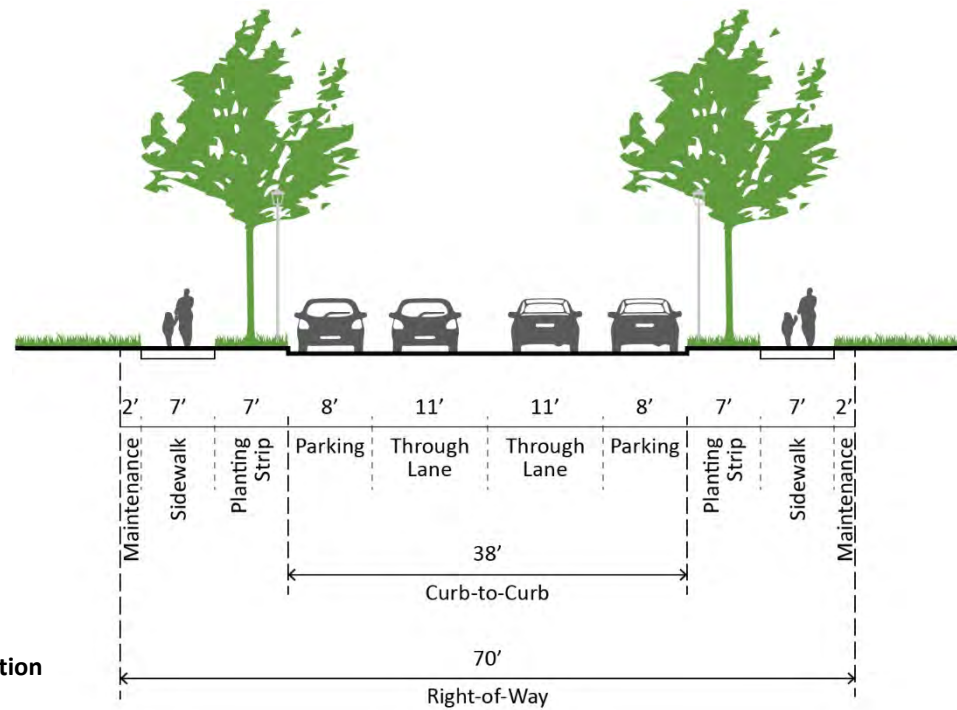 2’ 7’ 7’ 8’ 11’ 11’ 8’ 7’ 7’ 2’
Maintenance
Sidewalk
Planting
Strip
Parking
Through
Lane
Through
Lane
Parking
Planting
Strip
Sidewalk
Maintenance
38’
Curb-to-Curb
70’
Right-of-Way
tion